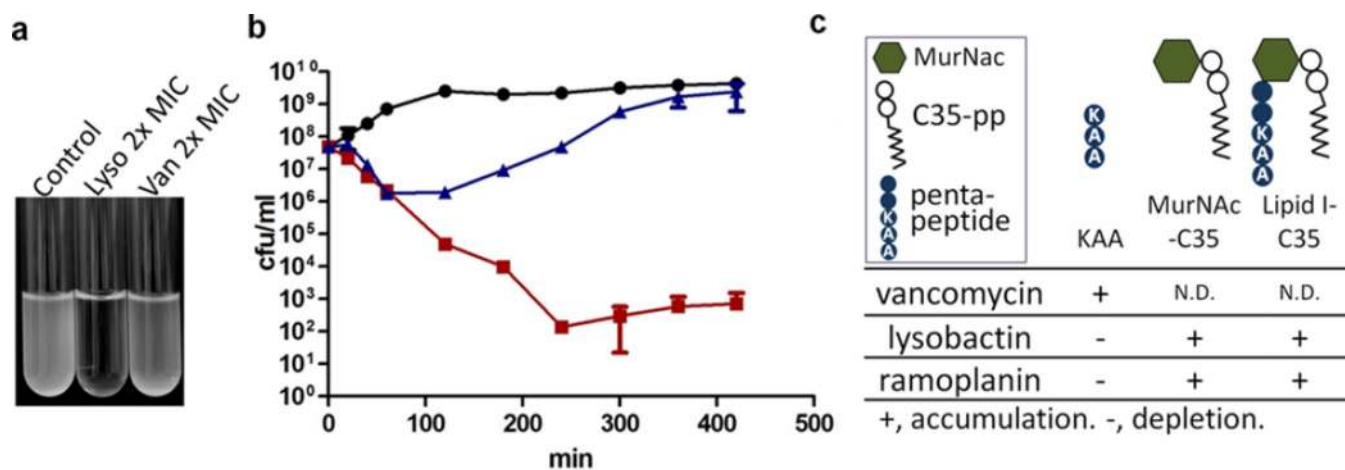 a
Control
Lyso 2x MIC
Van 2x MIC
b
cfu/ml
10^10
10^9
10^8
10^7
10^6
10^5
10^4
10^3
10^2
10^1
10^0
0 100 200 300 400 500
min
c
MurNac
C35-pp
penta-
peptide
K
A
A
K
A
A
K
A
A
KAA
MurNAc
-C35
Lipid I-
C35
vancomycin + N.D. N.D.
lysobactin - + +
ramoplanin - + +
+, accumulation. -, depletion.